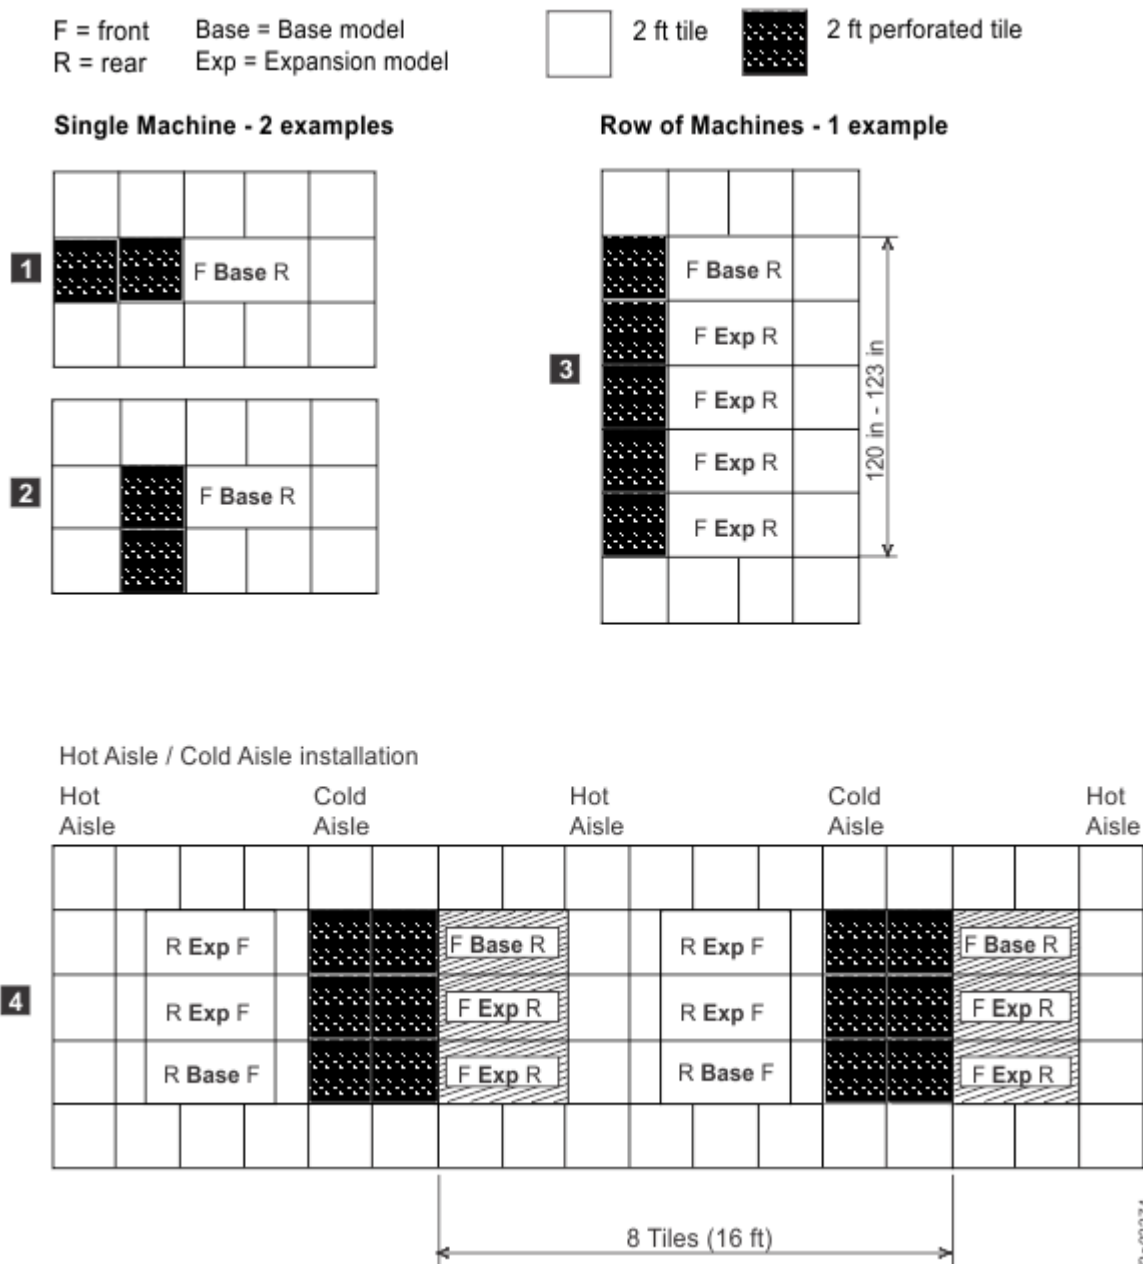 F = front Base = Base model 2 ft tile 2 ft perforated tile
R = rear Exp = Expansion model
Single Machine - 2 examples
Row of Machines - 1 example
1
F Base R
2
F Base R
3
F Base R
F Exp R
F Exp R
F Exp R
F Exp R
120 in - 123 in
Hot Aisle / Cold Aisle installation
Hot Cold Hot Cold Hot
Aisle Aisle Aisle Aisle Aisle
4
R Exp F F Base R R Exp F F Base R
R Exp F F Exp R R Exp F F Exp R
R Base F F Exp R R Base F F Exp R
8 Tiles (16 ft)